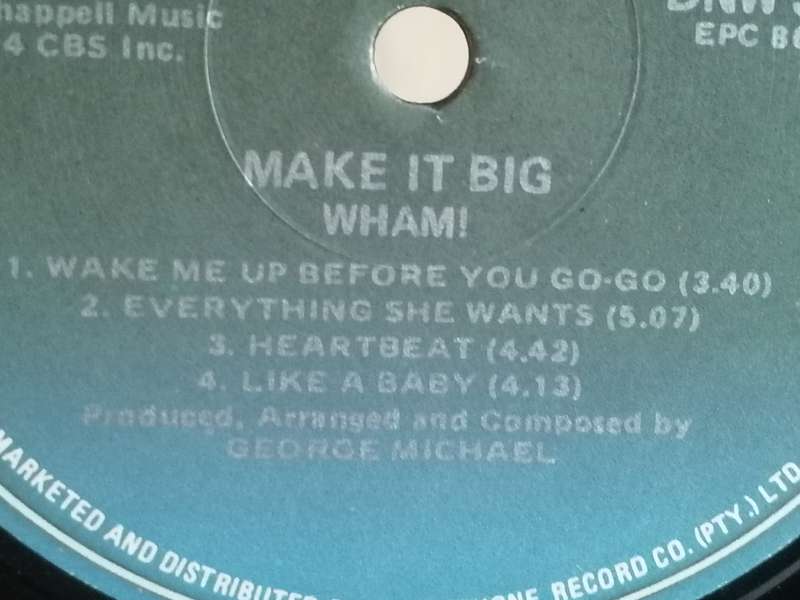 happell Music
4 CBS Inc.
EPC 86
MAKE IT BIG
WHAM!
1. WAKE ME UP BEFORE YOU GO-GO (3.40)
2. EVERYTHING SHE WANTS (5.07)
3. HEARTBEAT (4.42)
4. LIKE A BABY (4.13)
Produced, Arranged and Composed by
GEORGE MICHAEL
MARKETED AND DISTRIBUTED RECORD CO. (PTY.) LTD